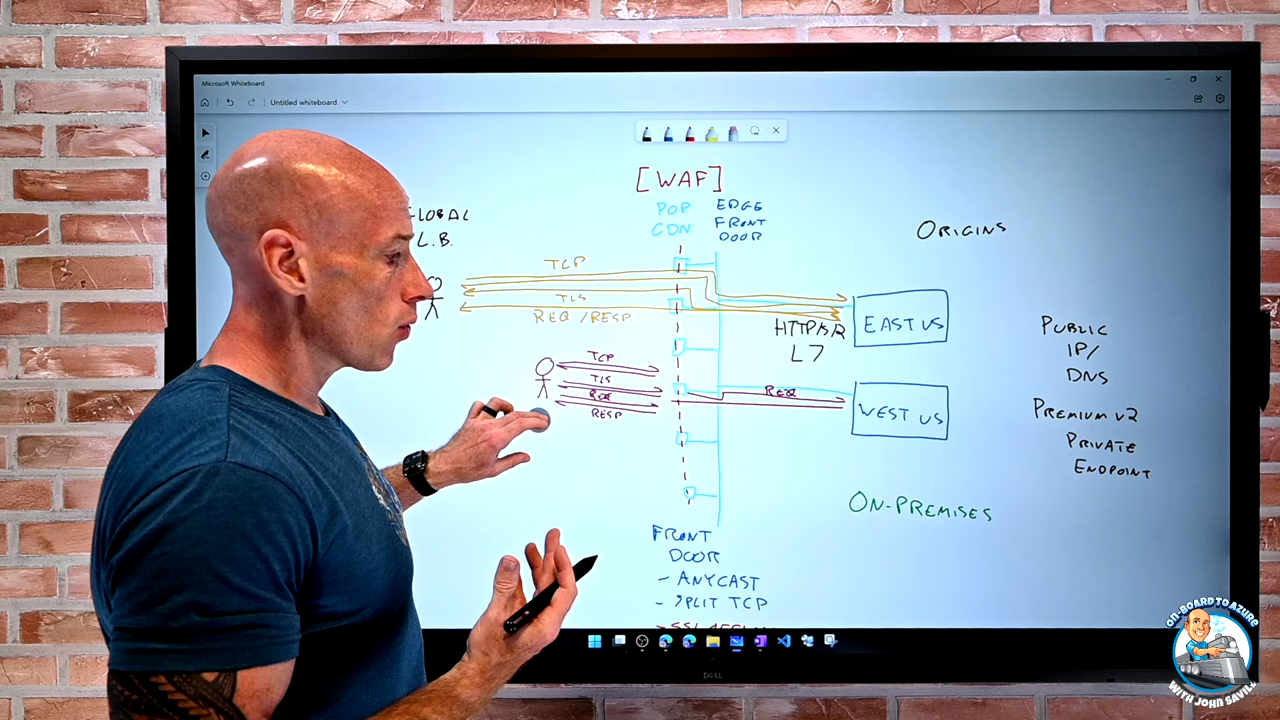 Microsoft Whiteboard
Untitled whiteboard
[WAF]
POP
CDN
EDGE
FRONT
DOOR
GLOBAL
L.B.
ORIGINS
TCP
TLS
REQ/RESP
HTTP/S/2
L7
EAST US
PUBLIC
IP/
DNS
TCP
TLS
REQ
RESP
REQ
WEST US
PREMIUM V2
PRIVATE
ENDPOINT
ON-PREMISES
FRONT
DOOR
- ANYCAST
- SPLIT TCP
DELL
ON-BOARD TO AZURE
WITH JOHN SAVILL